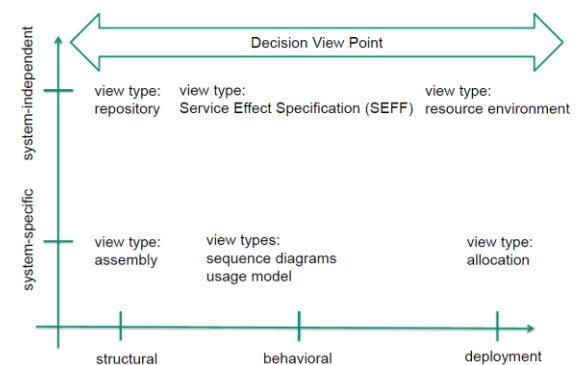 Decision View Point
system-independent
view type:
repository
view type:
Service Effect Specification (SEFF)
view type:
resource environment
system-specific
view type:
assembly
view types:
sequence diagrams
usage model
view type:
allocation
structural
behavioral
deployment